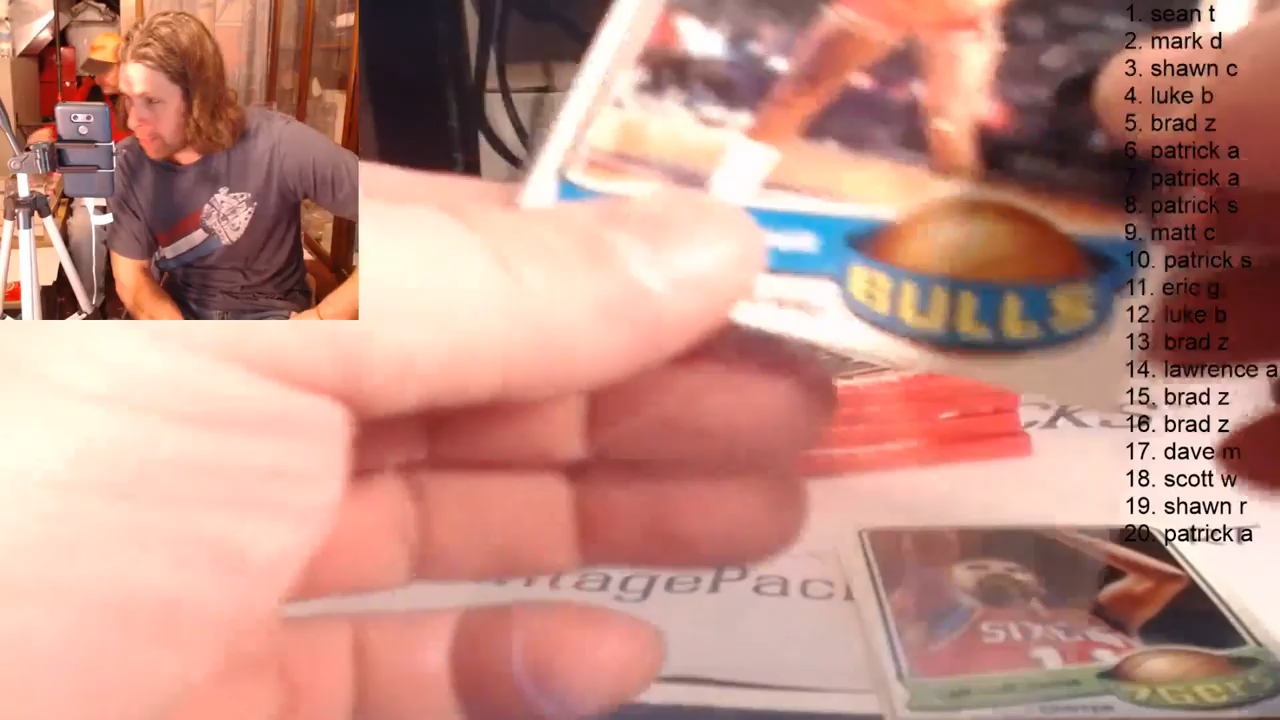 1. sean t
2. mark d
3. shawn c
4. luke b
5. brad z
6. patrick a
7. patrick a
8. patrick s
9. matt c
10. patrick s
11. eric g
12. luke b
13. brad z
14. lawrence a
15. brad z
16. brad z
17. dave m
18. scott w
19. shawn r
20. patrick a
BULLS
SIXERS
76ers
CENTER